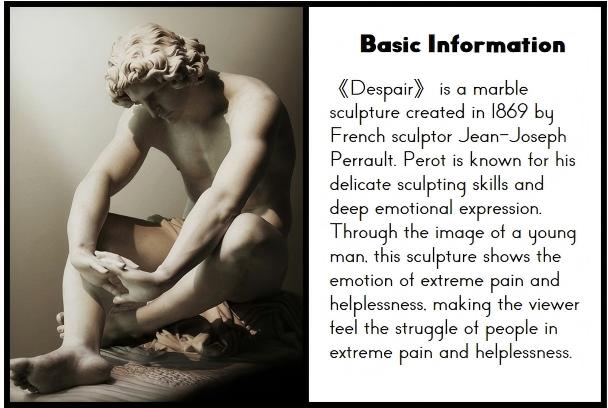 Basic Information
《Despair》 is a marble
sculpture created in 1869 by
French sculptor Jean-Joseph
Perrault. Perot is known for his
delicate sculpting skills and
deep emotional expression.
Through the image of a young
man, this sculpture shows the
emotion of extreme pain and
helplessness, making the viewer
feel the struggle of people in
extreme pain and helplessness.